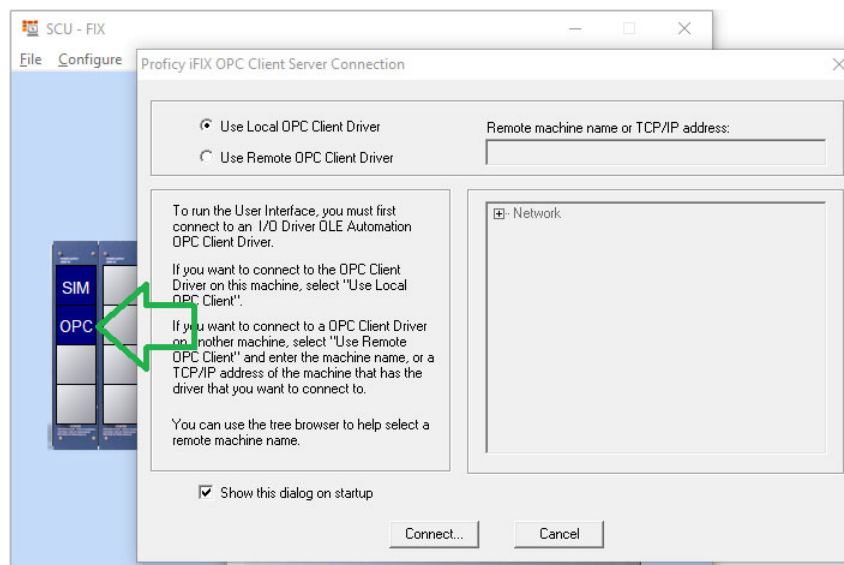 SCU - FIX
File Configure
Proficy iFIX OPC Client Server Connection
Use Local OPC Client Driver
Use Remote OPC Client Driver
Remote machine name or TCP/IP address:
To run the User Interface, you must first
connect to an I/O Driver OLE Automation
OPC Client Driver.
If you want to connect to the OPC Client
Driver on this machine, select "Use Local
OPC Client".
If you want to connect to a OPC Client Driver
on another machine, select "Use Remote
OPC Client" and enter the machine name, or a
TCP/IP address of the machine that has the
driver that you want to connect to.
You can use the tree browser to help select a
remote machine name.
Network
SIM
OPC
Show this dialog on startup
Connect...
Cancel